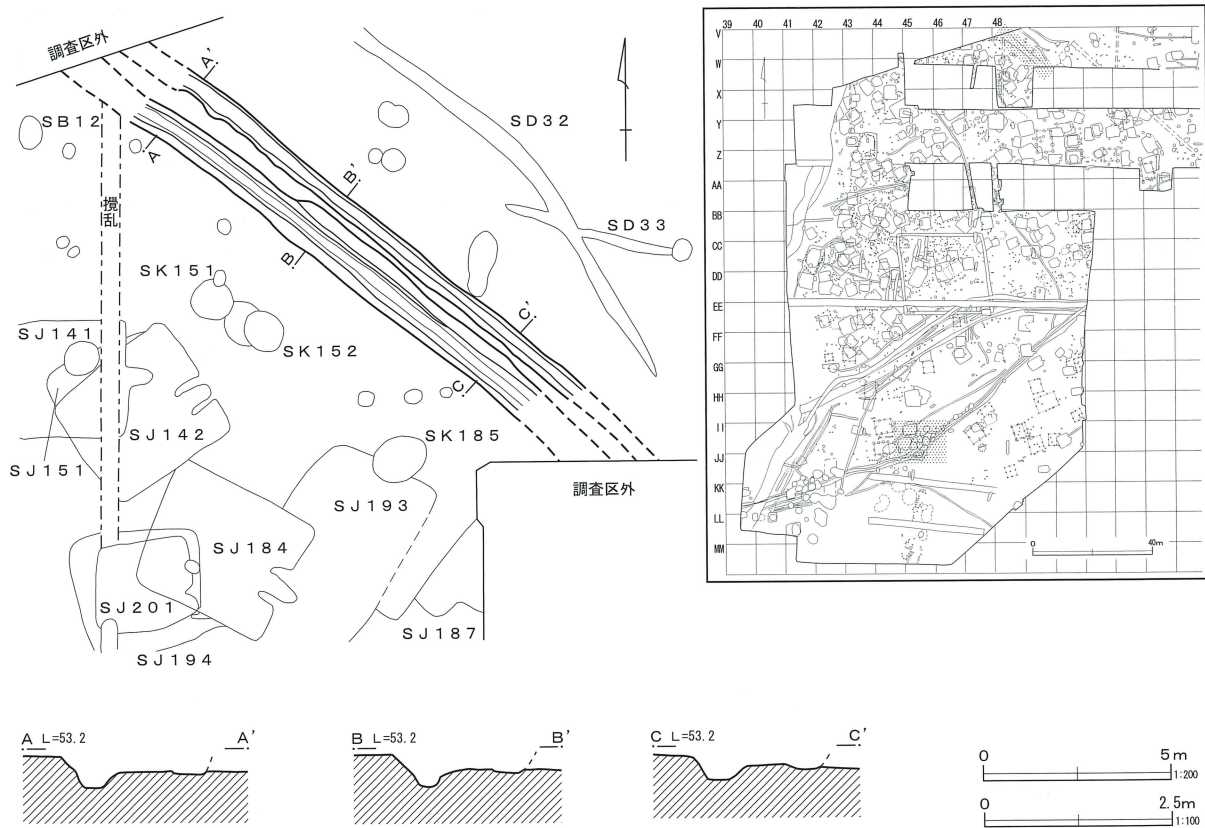 調査区外
A'
SB12
A
攪乱
B'
SD32
SD33
B
SK151
SK152
C'
C
SJ141
SJ142
SJ151
SK185
調査区外
SJ193
SJ184
SJ201
SJ187
SJ194
39 40 41 42 43 44 45 46 47 48
V
W
X
Y
Z
AA
BB
CC
DD
EE
FF
GG
HH
II
JJ
KK
LL
MM
0 40m
A L=53.2 A'
B L=53.2 B'
C L=53.2 C'
0 5m
1:200
0 2.5m
1:100